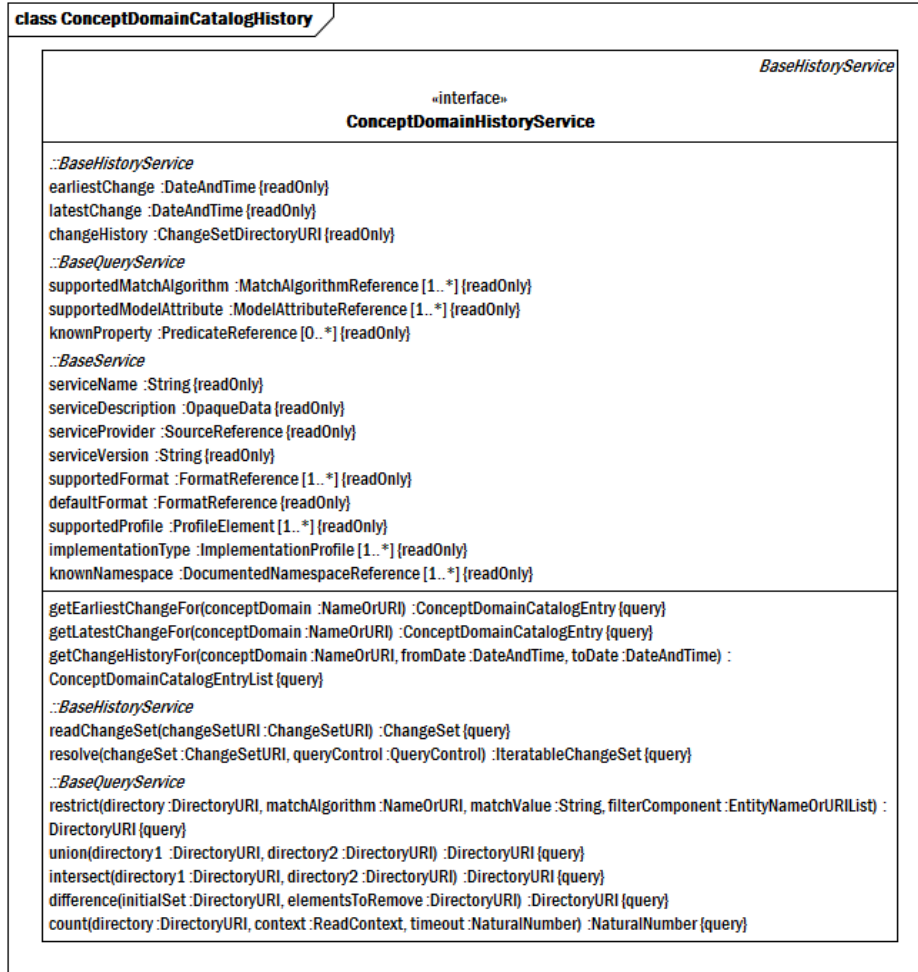 class ConceptDomainCatalogHistory
BaseHistoryService
«interface»
ConceptDomainHistoryService
::BaseHistoryService
earliestChange :DateAndTime {readOnly}
latestChange :DateAndTime {readOnly}
changeHistory :ChangeSetDirectoryURI {readOnly}
::BaseQueryService
supportedMatchAlgorithm :MatchAlgorithmReference [1..*] {readOnly}
supportedModelAttribute :ModelAttributeReference [1..*] {readOnly}
knownProperty :PredicateReference [0..*] {readOnly}
::BaseService
serviceName :String {readOnly}
serviceDescription :OpaqueData {readOnly}
serviceProvider :SourceReference {readOnly}
serviceVersion :String {readOnly}
supportedFormat :FormatReference [1..*] {readOnly}
defaultFormat :FormatReference {readOnly}
supportedProfile :ProfileElement [1..*] {readOnly}
implementationType :ImplementationProfile [1..*] {readOnly}
knownNamespace :DocumentedNamespaceReference [1..*] {readOnly}
getEarliestChangeFor(conceptDomain :NameOrURI) :ConceptDomainCatalogEntry {query}
getLatestChangeFor(conceptDomain :NameOrURI) :ConceptDomainCatalogEntry {query}
getChangeHistoryFor(conceptDomain :NameOrURI, fromDate :DateAndTime, toDate :DateAndTime) :
ConceptDomainCatalogEntryList {query}
::BaseHistoryService
readChangeSet(changeSetURI :ChangeSetURI) :ChangeSet {query}
resolve(changeSet :ChangeSetURI, queryControl :QueryControl) :IteratableChangeSet {query}
::BaseQueryService
restrict(directory :DirectoryURI, matchAlgorithm :NameOrURI, matchValue :String, filterComponent :EntityNameOrURIList) :
DirectoryURI {query}
union(directory1 :DirectoryURI, directory2 :DirectoryURI) :DirectoryURI {query}
intersect(directory1 :DirectoryURI, directory2 :DirectoryURI) :DirectoryURI {query}
difference(initialSet :DirectoryURI, elementsToRemove :DirectoryURI) :DirectoryURI {query}
count(directory :DirectoryURI, context :ReadContext, timeout :NaturalNumber) :NaturalNumber {query}